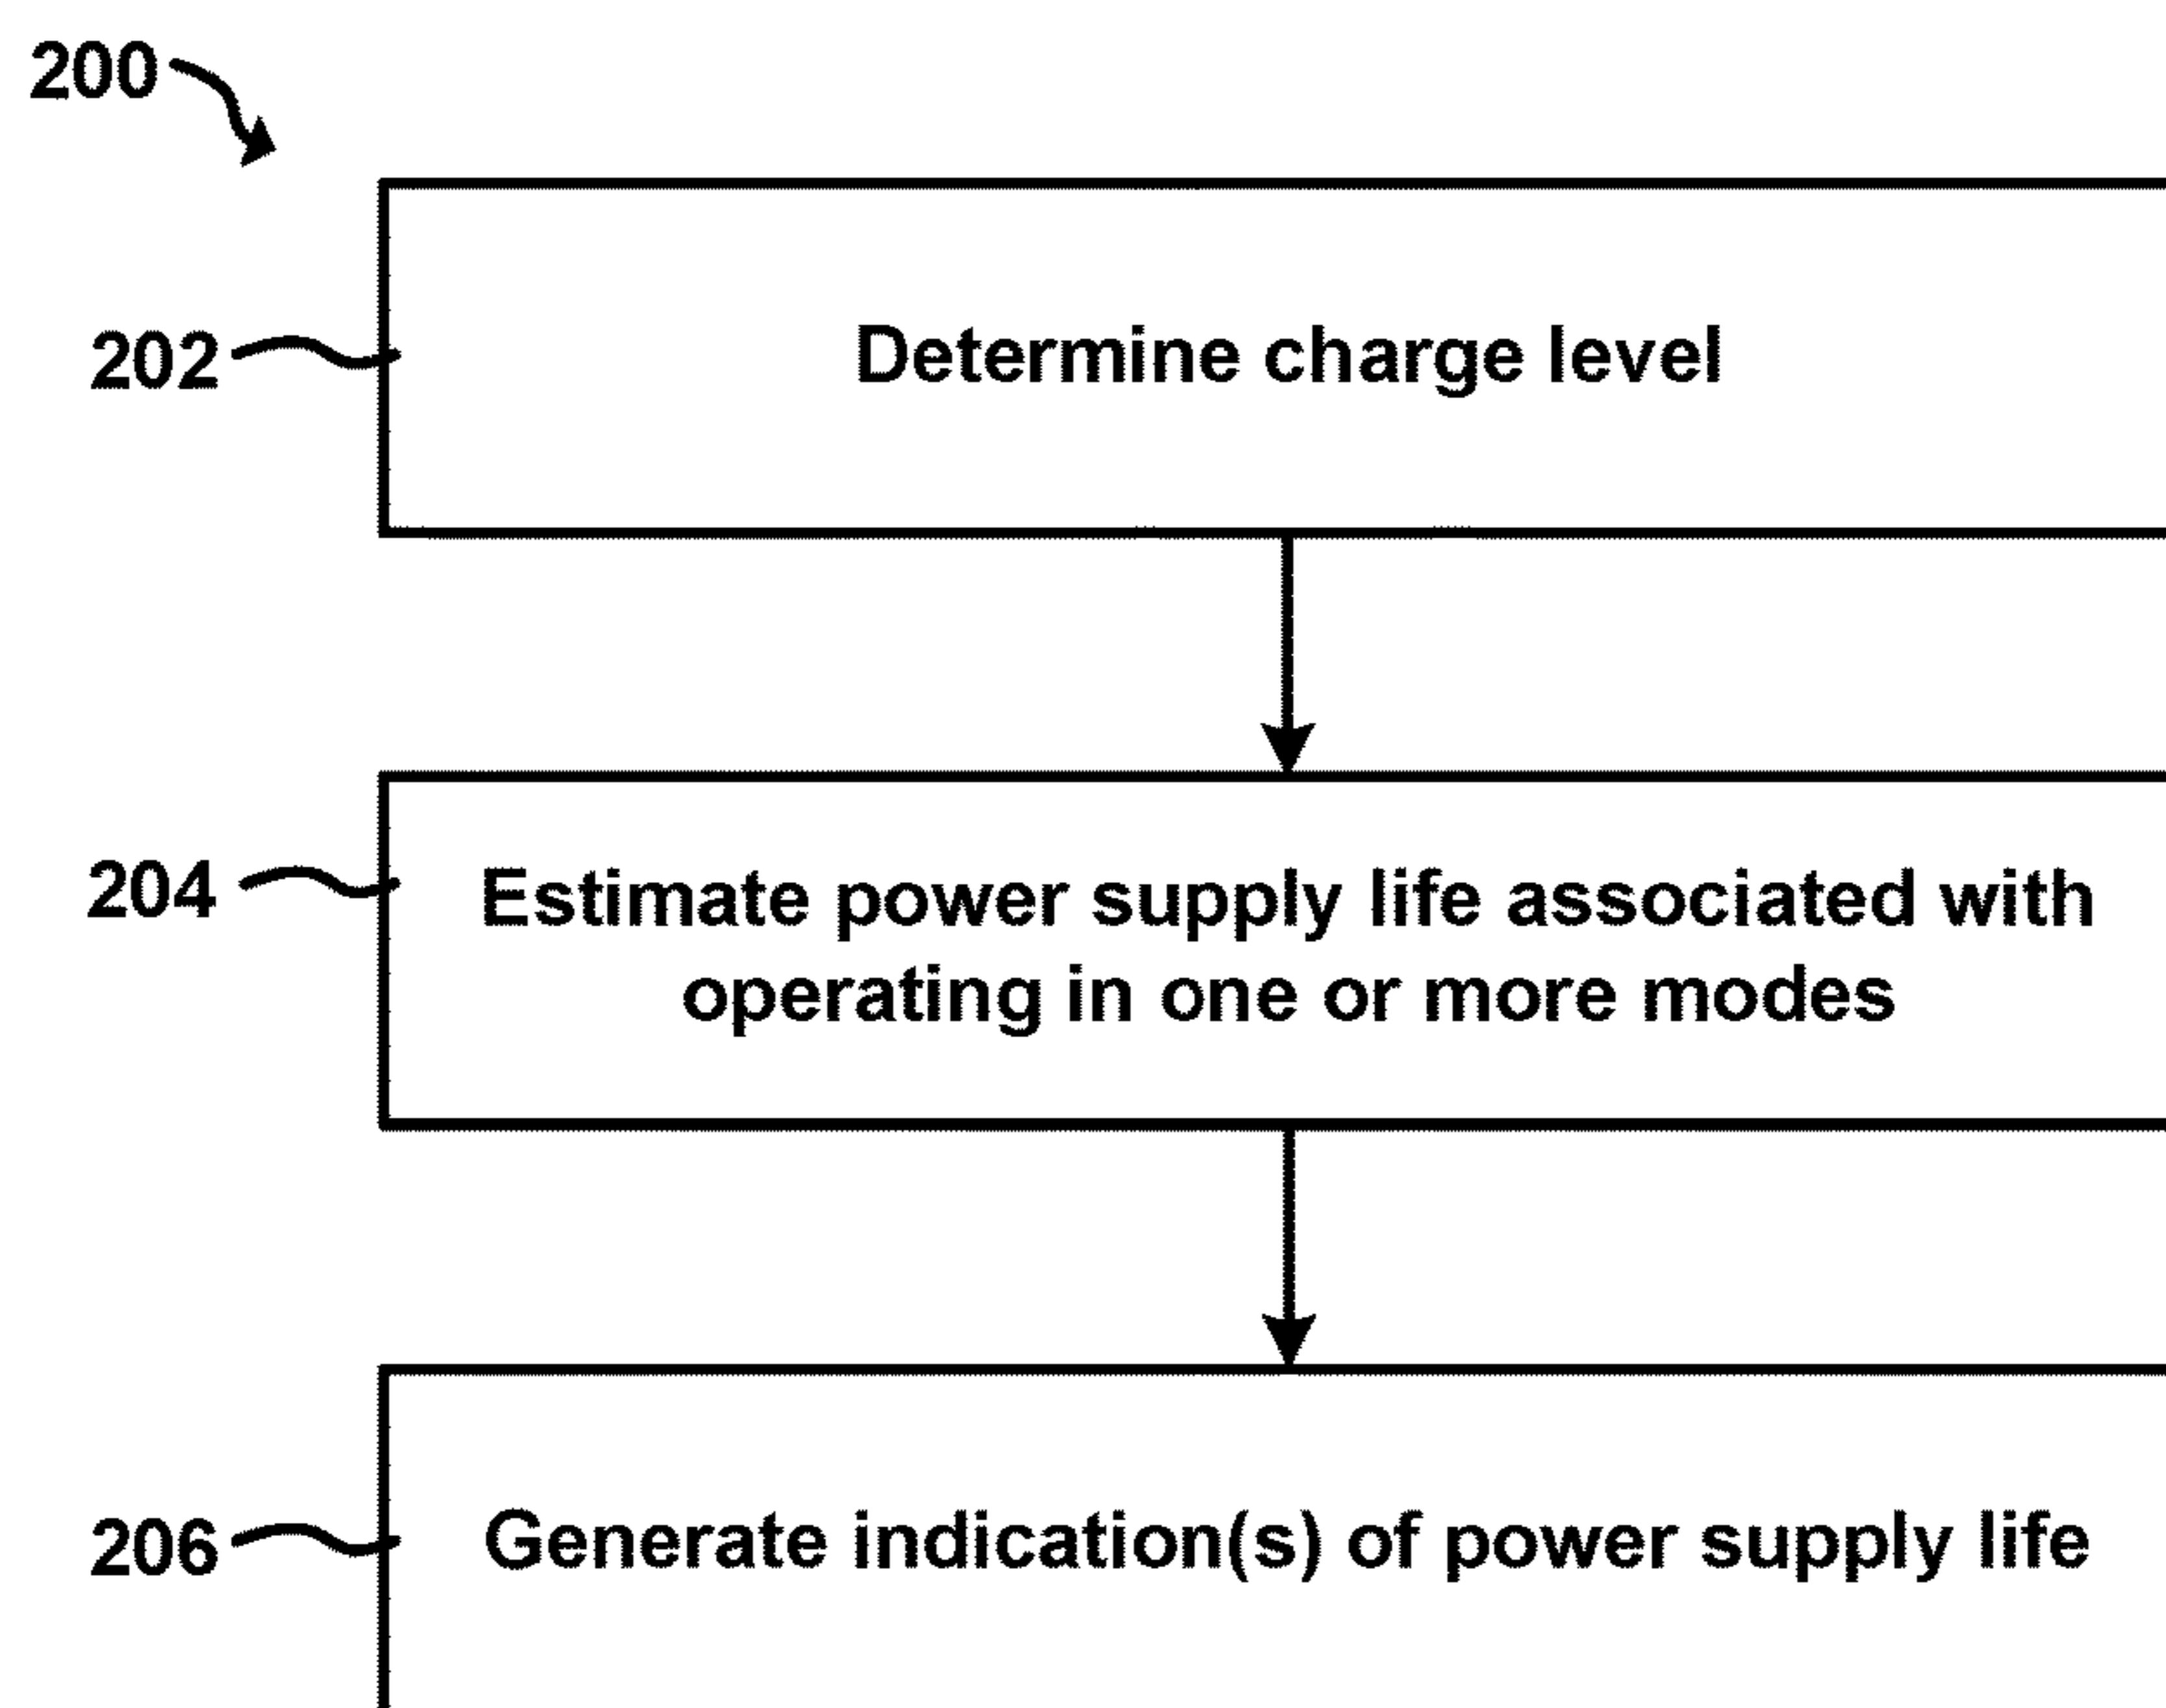 200
202
Determine charge level
204
Estimate power supply life associated with
operating in one or more modes
206
Generate indication(s) of power supply life